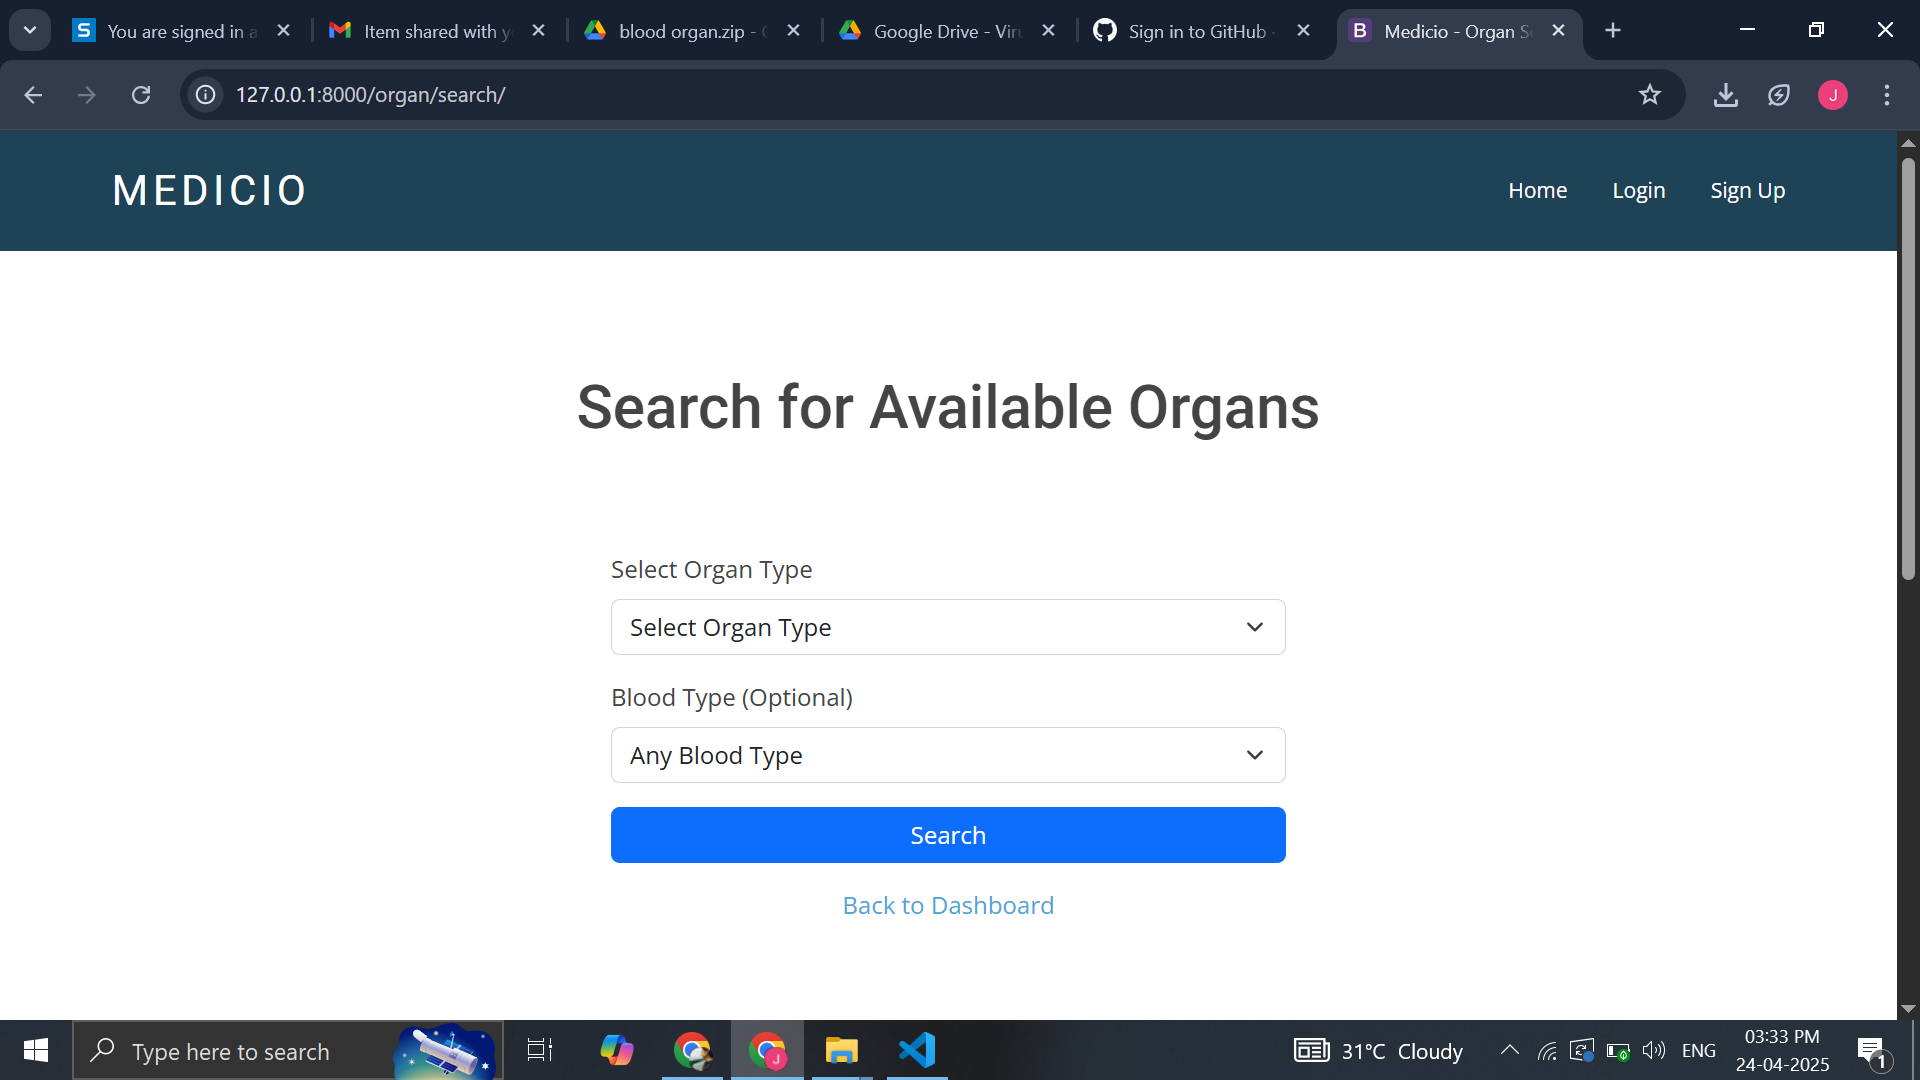 You are signed in a
Item shared with y
blood organ.zip -
Google Drive - Vir
Sign in to GitHub
Medicio - Organ S
127.0.0.1:8000/organ/search/
J
MEDICIO
Home
Login
Sign Up
Search for Available Organs
Select Organ Type
Select Organ Type
Blood Type (Optional)
Any Blood Type
Search
Back to Dashboard
Type here to search
31°C Cloudy
ENG
03:33 PM
24-04-2025
1